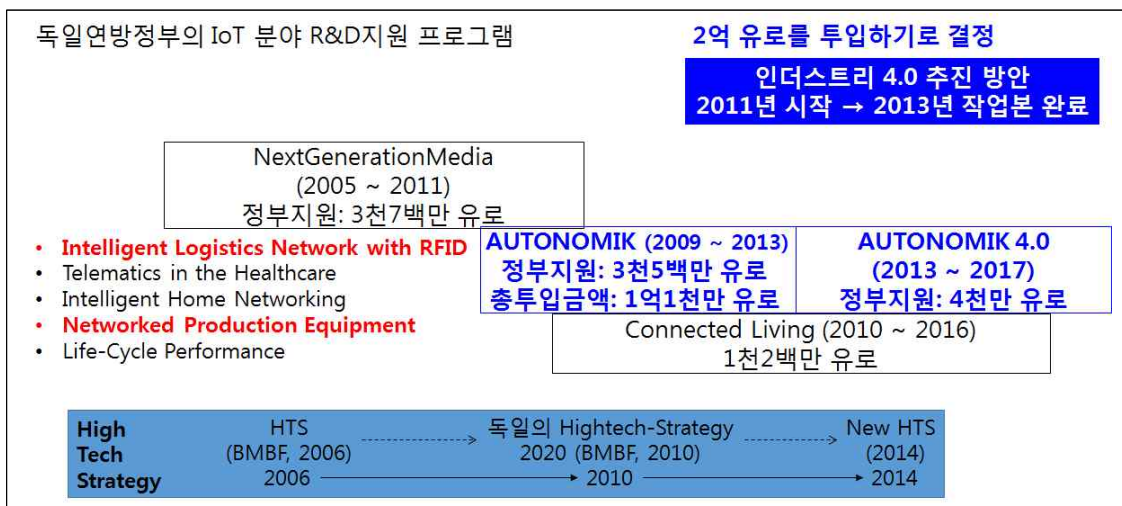 독일연방정부의 IoT 분야 R&D지원 프로그램
2억 유로를 투입하기로 결정
인더스트리 4.0 추진 방안
2011년 시작 → 2013년 작업본 완료
NextGenerationMedia
(2005 ~ 2011)
정부지원: 3천7백만 유로
• Intelligent Logistics Network with RFID
• Telematics in the Healthcare
• Intelligent Home Networking
• Networked Production Equipment
• Life-Cycle Performance
AUTONOMIK (2009 ~ 2013)
정부지원: 3천5백만 유로
총투입금액: 1억1천만 유로
AUTONOMIK 4.0
(2013 ~ 2017)
정부지원: 4천만 유로
Connected Living (2010 ~ 2016)
1천2백만 유로
High
Tech
Strategy
HTS
(BMBF, 2006)
2006
독일의 Hightech-Strategy
2020 (BMBF, 2010)
2010
New HTS
(2014)
2014